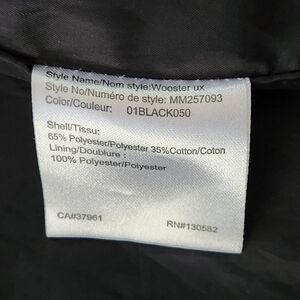 Style Name/Nom style:Wooster ux
Style No/Numéro de style: MM257093
Color/Couleur: 01BLACK050
Shell/Tissu:
65% Polyester/Polyester 35%Cotton/Coton
Lining/Doublure :
100% Polyester/Polyester
CA#37961 RN#130582